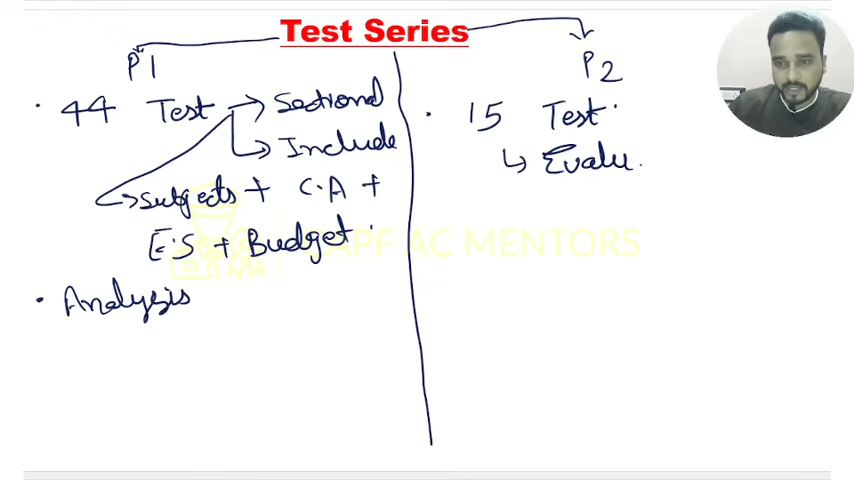 Test Series
P1
• 44 Test → Sectional
↳ Include
→ Subjects + C.A +
E.S + Budget.
• Analysis
P2
• 15 Test.
↳ Evalu.
CAPF AC MENTORS